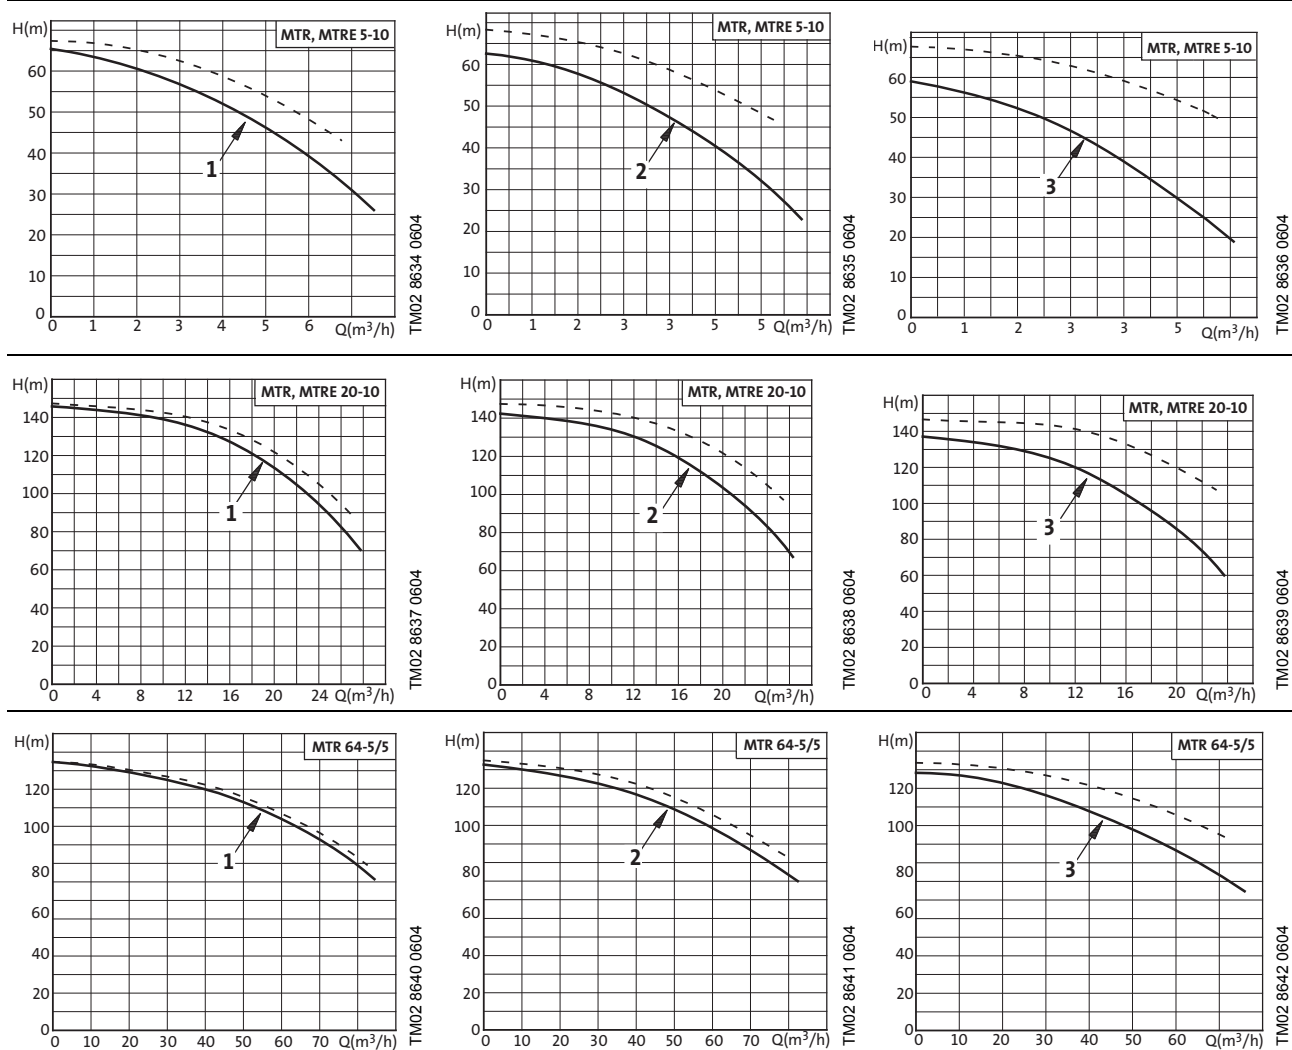 H(m)
MTR, MTRE 5-10
60
50
40
30
20
10
0
1
0 1 2 3 4 5 6 Q(m³/h)
TM02 8634 0604
H(m)
MTR, MTRE 5-10
60
50
40
30
20
10
0
2
0 1 2 3 3 5 5 Q(m³/h)
TM02 8635 0604
H(m)
MTR, MTRE 5-10
60
50
40
30
20
10
0
3
0 1 2 3 3 5 Q(m³/h)
TM02 8636 0604
H(m)
MTR, MTRE 20-10
140
120
100
80
60
40
20
0
1
0 4 8 12 16 20 24 Q(m³/h)
TM02 8637 0604
H(m)
MTR, MTRE 20-10
140
120
100
80
60
40
20
0
2
0 4 8 12 16 20 Q(m³/h)
TM02 8638 0604
H(m)
MTR, MTRE 20-10
140
120
100
80
60
40
20
0
3
0 4 8 12 16 20 Q(m³/h)
TM02 8639 0604
H(m)
MTR 64-5/5
120
100
80
60
40
20
0
1
0 10 20 30 40 50 60 70 Q(m³/h)
TM02 8640 0604
H(m)
MTR 64-5/5
120
100
80
60
40
20
0
2
0 10 20 30 40 50 60 70 Q(m³/h)
TM02 8641 0604
H(m)
MTR 64-5/5
120
100
80
60
40
20
0
3
0 10 20 30 40 50 60 Q(m³/h)
TM02 8642 0604